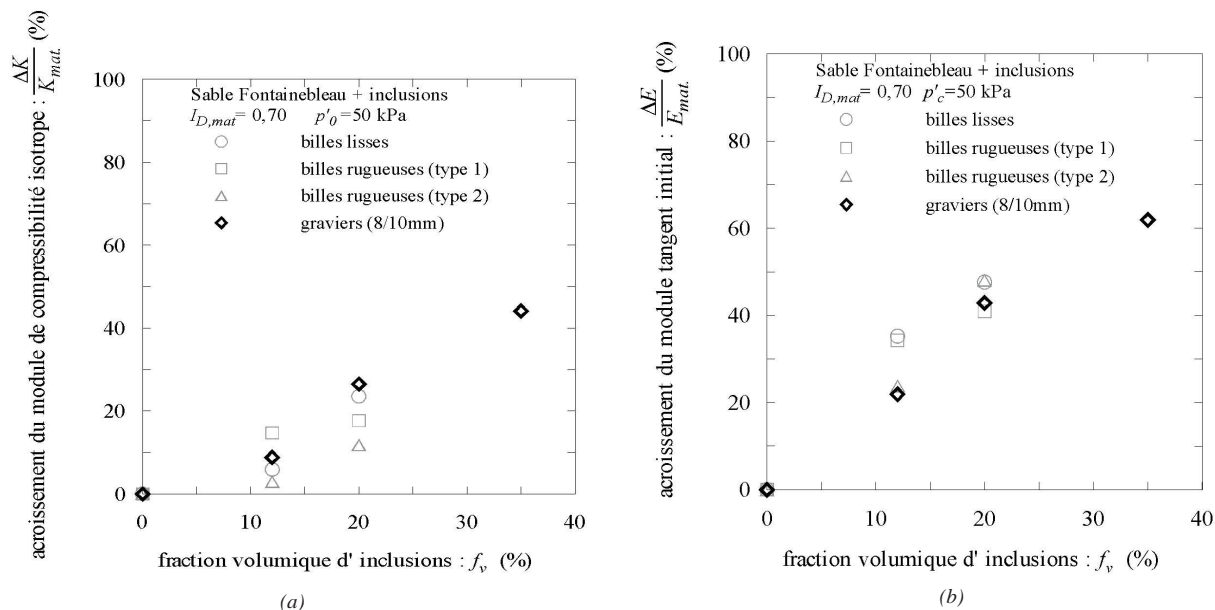 acroissement du module de compressibilité isotrope : ΔK/K_mat. (%)
100
80
60
40
20
0
Sable Fontainebleau + inclusions
I_D,mat = 0,70 p'_0 =50 kPa
billes lisses
billes rugueuses (type 1)
billes rugueuses (type 2)
graviers (8/10mm)
0 10 20 30 40
fraction volumique d' inclusions : f_v (%)
(a)
acroissement du module tangent initial : ΔE/E_mat. (%)
100
80
60
40
20
0
Sable Fontainebleau + inclusions
I_D,mat = 0,70 p'_c=50 kPa
billes lisses
billes rugueuses (type 1)
billes rugueuses (type 2)
graviers (8/10mm)
0 10 20 30 40
fraction volumique d' inclusions : f_v (%)
(b)